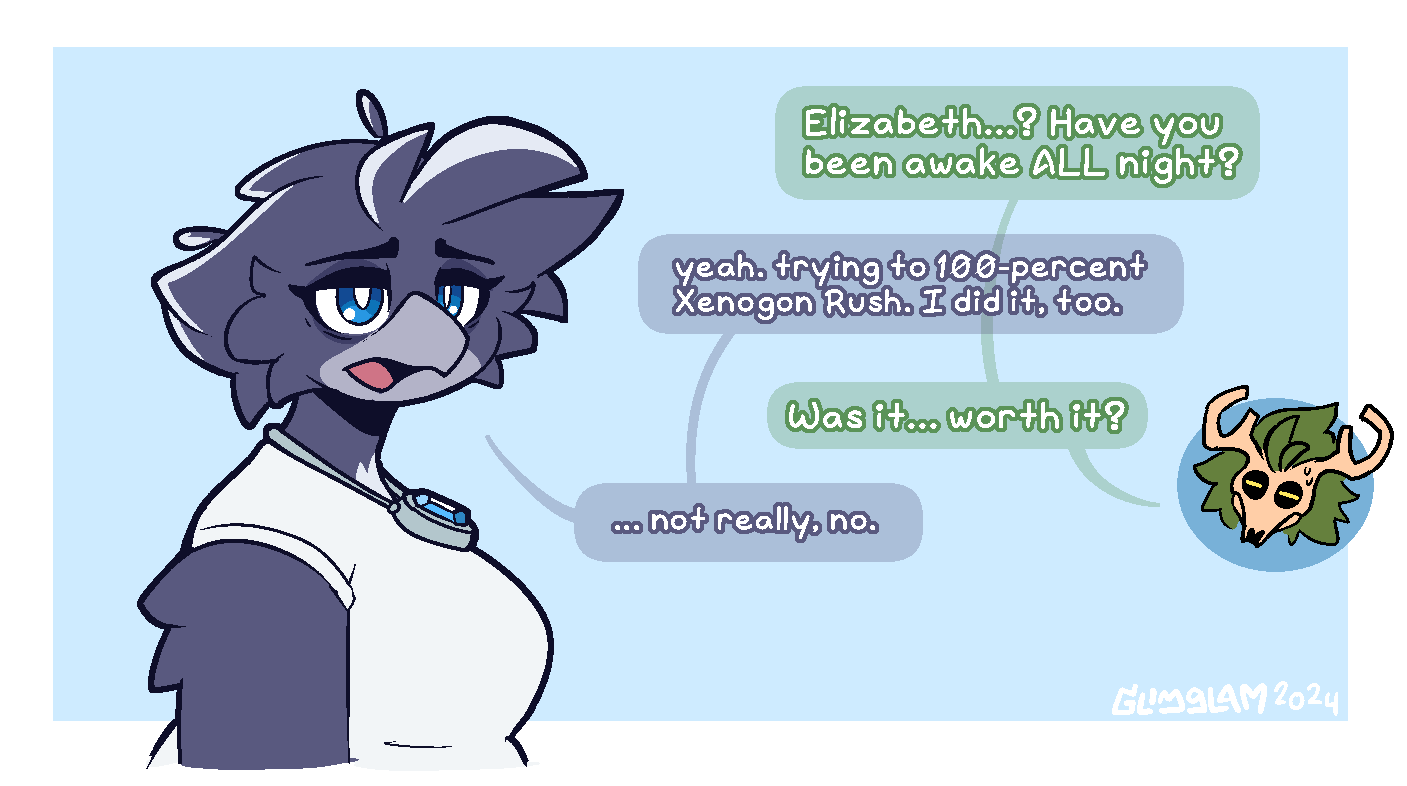 Elizabeth...? Have you
been awake ALL night?
yeah. trying to 100-percent
Xenogon Rush. I did it, too.
Was it... worth it?
... not really, no.
GLIMGLAM 2024